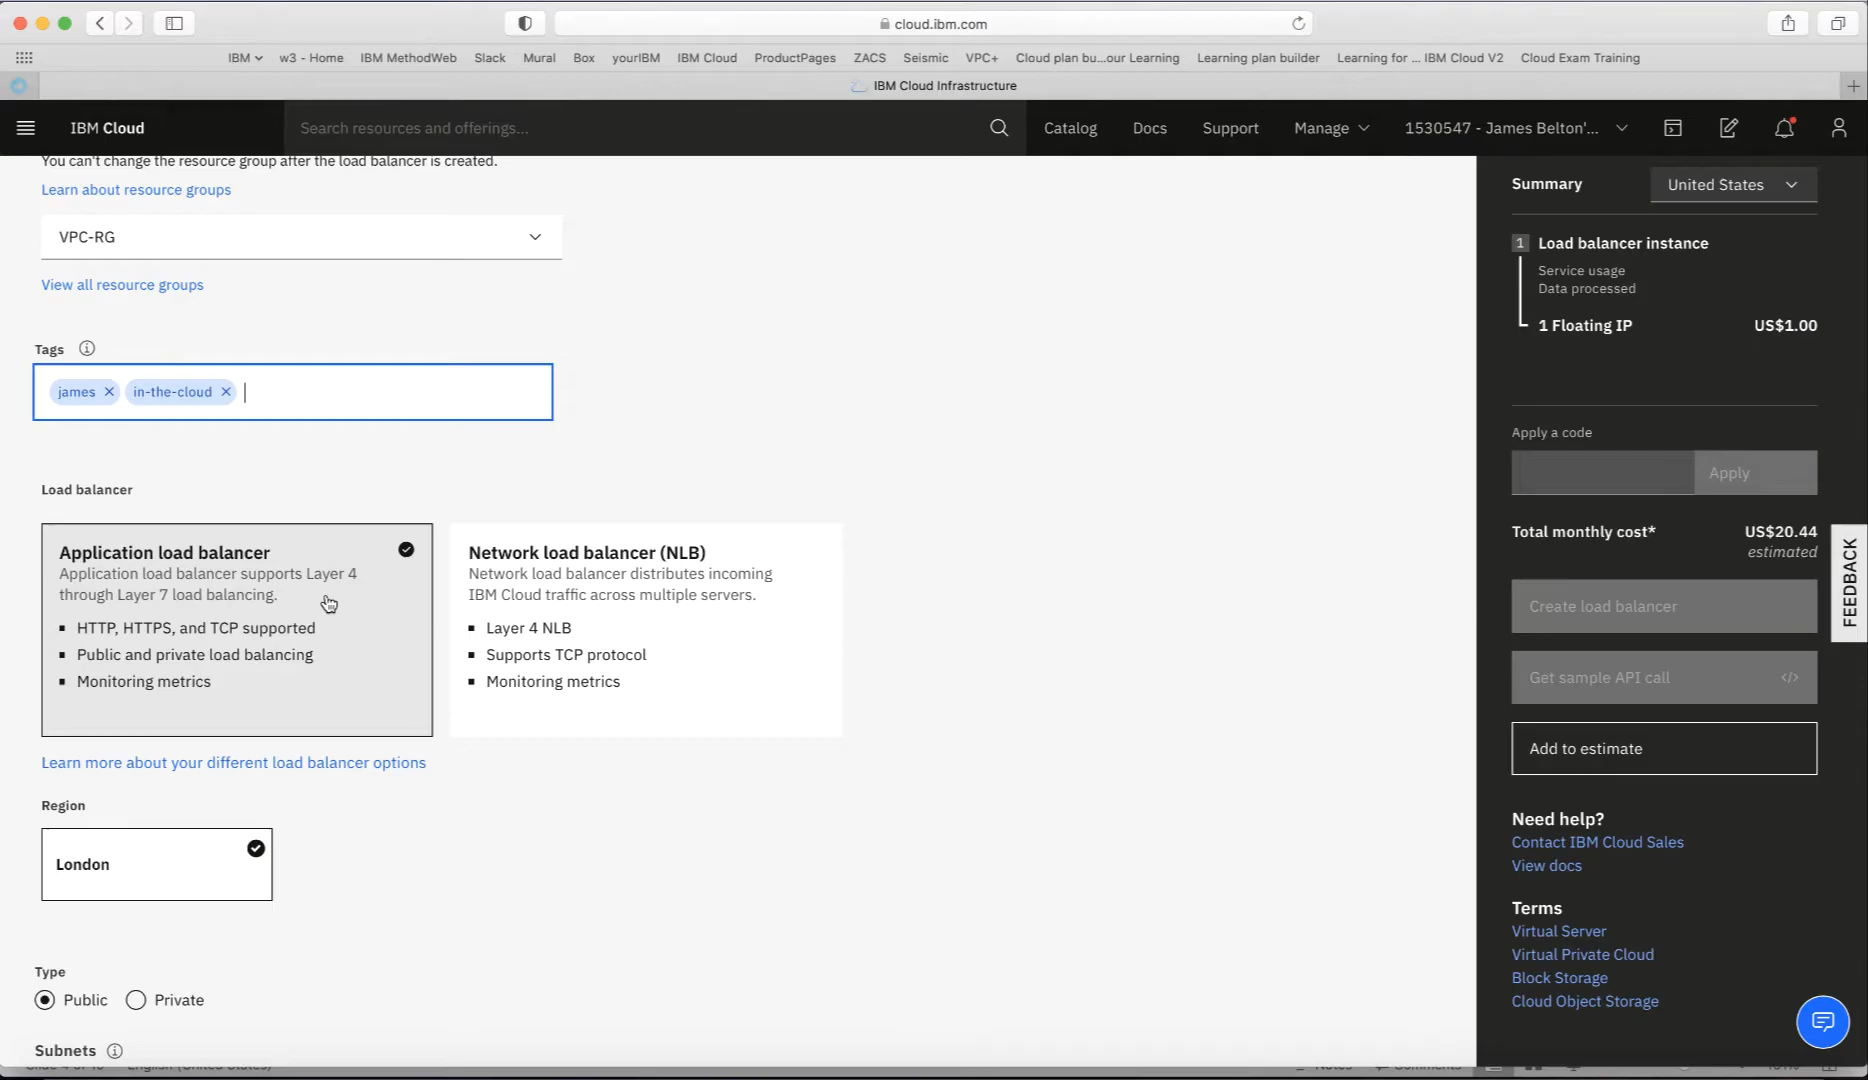 cloud.ibm.com
IBM
w3 - Home
IBM MethodWeb
Slack
Mural
Box
yourIBM
IBM Cloud
ProductPages
ZACS
Seismic
VPC+
Cloud plan bu...our Learning
Learning plan builder
Learning for ... IBM Cloud V2
Cloud Exam Training
IBM Cloud Infrastructure
IBM Cloud
Search resources and offerings...
Catalog
Docs
Support
Manage
1530547 - James Belton'...
You can't change the resource group after the load balancer is created.
Learn about resource groups
VPC-RG
View all resource groups
Tags
james
in-the-cloud
Load balancer
Application load balancer
Application load balancer supports Layer 4
through Layer 7 load balancing.
HTTP, HTTPS, and TCP supported
Public and private load balancing
Monitoring metrics
Network load balancer (NLB)
Network load balancer distributes incoming
IBM Cloud traffic across multiple servers.
Layer 4 NLB
Supports TCP protocol
Monitoring metrics
Learn more about your different load balancer options
Region
London
Type
Public
Private
Subnets
Summary
United States
1 Load balancer instance
Service usage
Data processed
1 Floating IP US$1.00
Apply a code
Apply
Total monthly cost* US$20.44
estimated
Create load balancer
Get sample API call </>
Add to estimate
FEEDBACK
Need help?
Contact IBM Cloud Sales
View docs
Terms
Virtual Server
Virtual Private Cloud
Block Storage
Cloud Object Storage
English (United States)
Notes
Comments